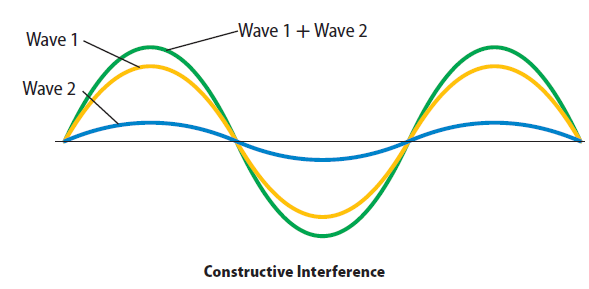 Wave 1 + Wave 2
Wave 1
Wave 2
Constructive Interference